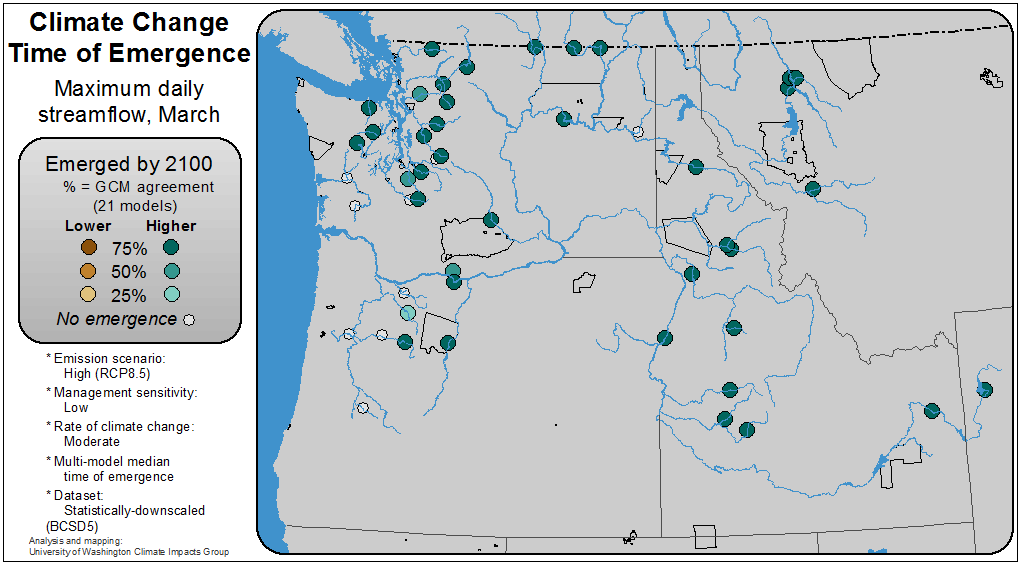 Climate Change
Time of Emergence
Maximum daily
streamflow, March
Emerged by 2100
% = GCM agreement
(21 models)
Lower Higher
75%
50%
25%
No emergence
* Emission scenario:
High (RCP8.5)
* Management sensitivity:
Low
* Rate of climate change:
Moderate
* Multi-model median
time of emergence
* Dataset:
Statistically-downscaled
(BCSD5)
Analysis and mapping:
University of Washington Climate Impacts Group